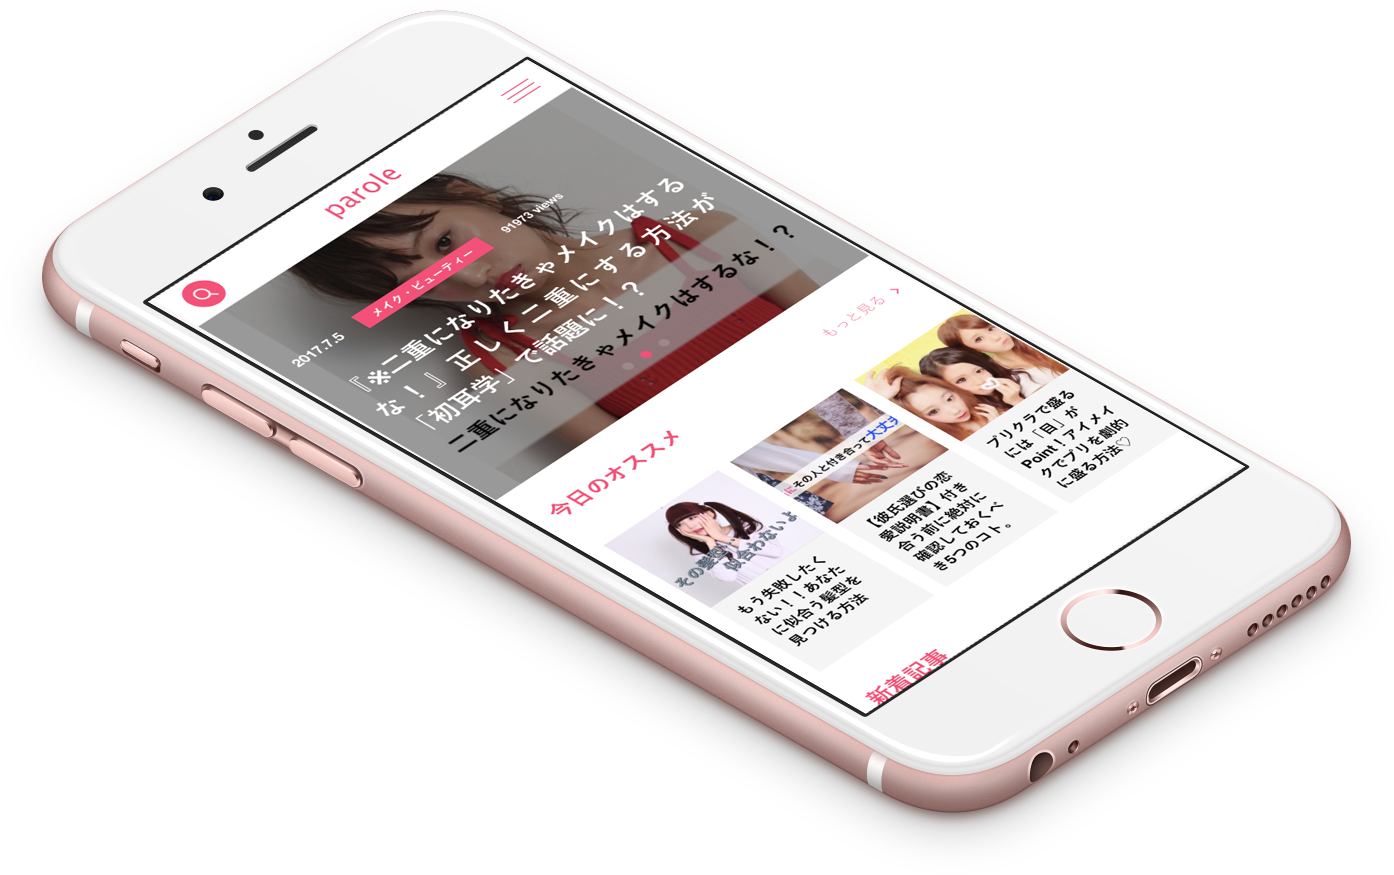 parole
2017.7.5
メイク・ビューティー
91973 views
『※二重になりたきゃメイクはする
な！』正しく二重にする方法が
「初耳学」で話題に！？
二重になりたきゃメイクはするな！？
今日のオススメ
もっと見る
その髪型
似合わないよ
もう失敗したく
ない！！あなた
に似合う髪型を
見つける方法
にその人と付き合って大丈夫
【彼氏選びの恋
愛説明書】付き
合う前に絶対に
確認しておくべ
き5つのコト。
プリクラで盛る
には「目」が
Point！アイメイ
クでプリを劇的
に盛る方法♡
新着記事